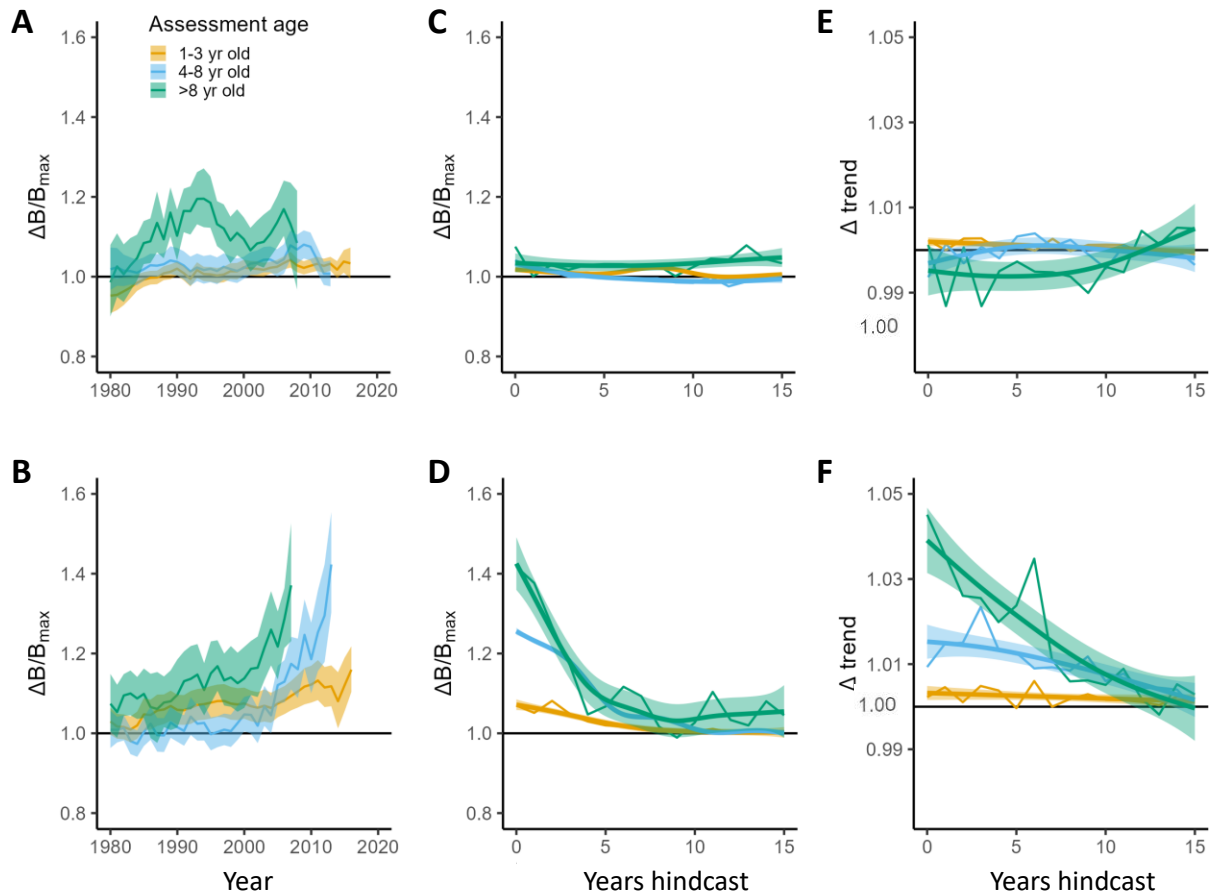 A
Assessment age
1-3 yr old
4-8 yr old
>8 yr old
ΔB/Bmax
1.6
1.4
1.2
1.0
0.8
1980 1990 2000 2010 2020
C
ΔB/Bmax
1.6
1.4
1.2
1.0
0.8
0 5 10 15
E
Δ trend
1.05
1.03
1.01
0.99
1.00
0 5 10 15
B
ΔB/Bmax
1.6
1.4
1.2
1.0
0.8
1980 1990 2000 2010 2020
Year
D
ΔB/Bmax
1.6
1.4
1.2
1.0
0.8
0 5 10 15
Years hindcast
F
Δ trend
1.05
1.03
1.01
1.00
0.99
0 5 10 15
Years hindcast